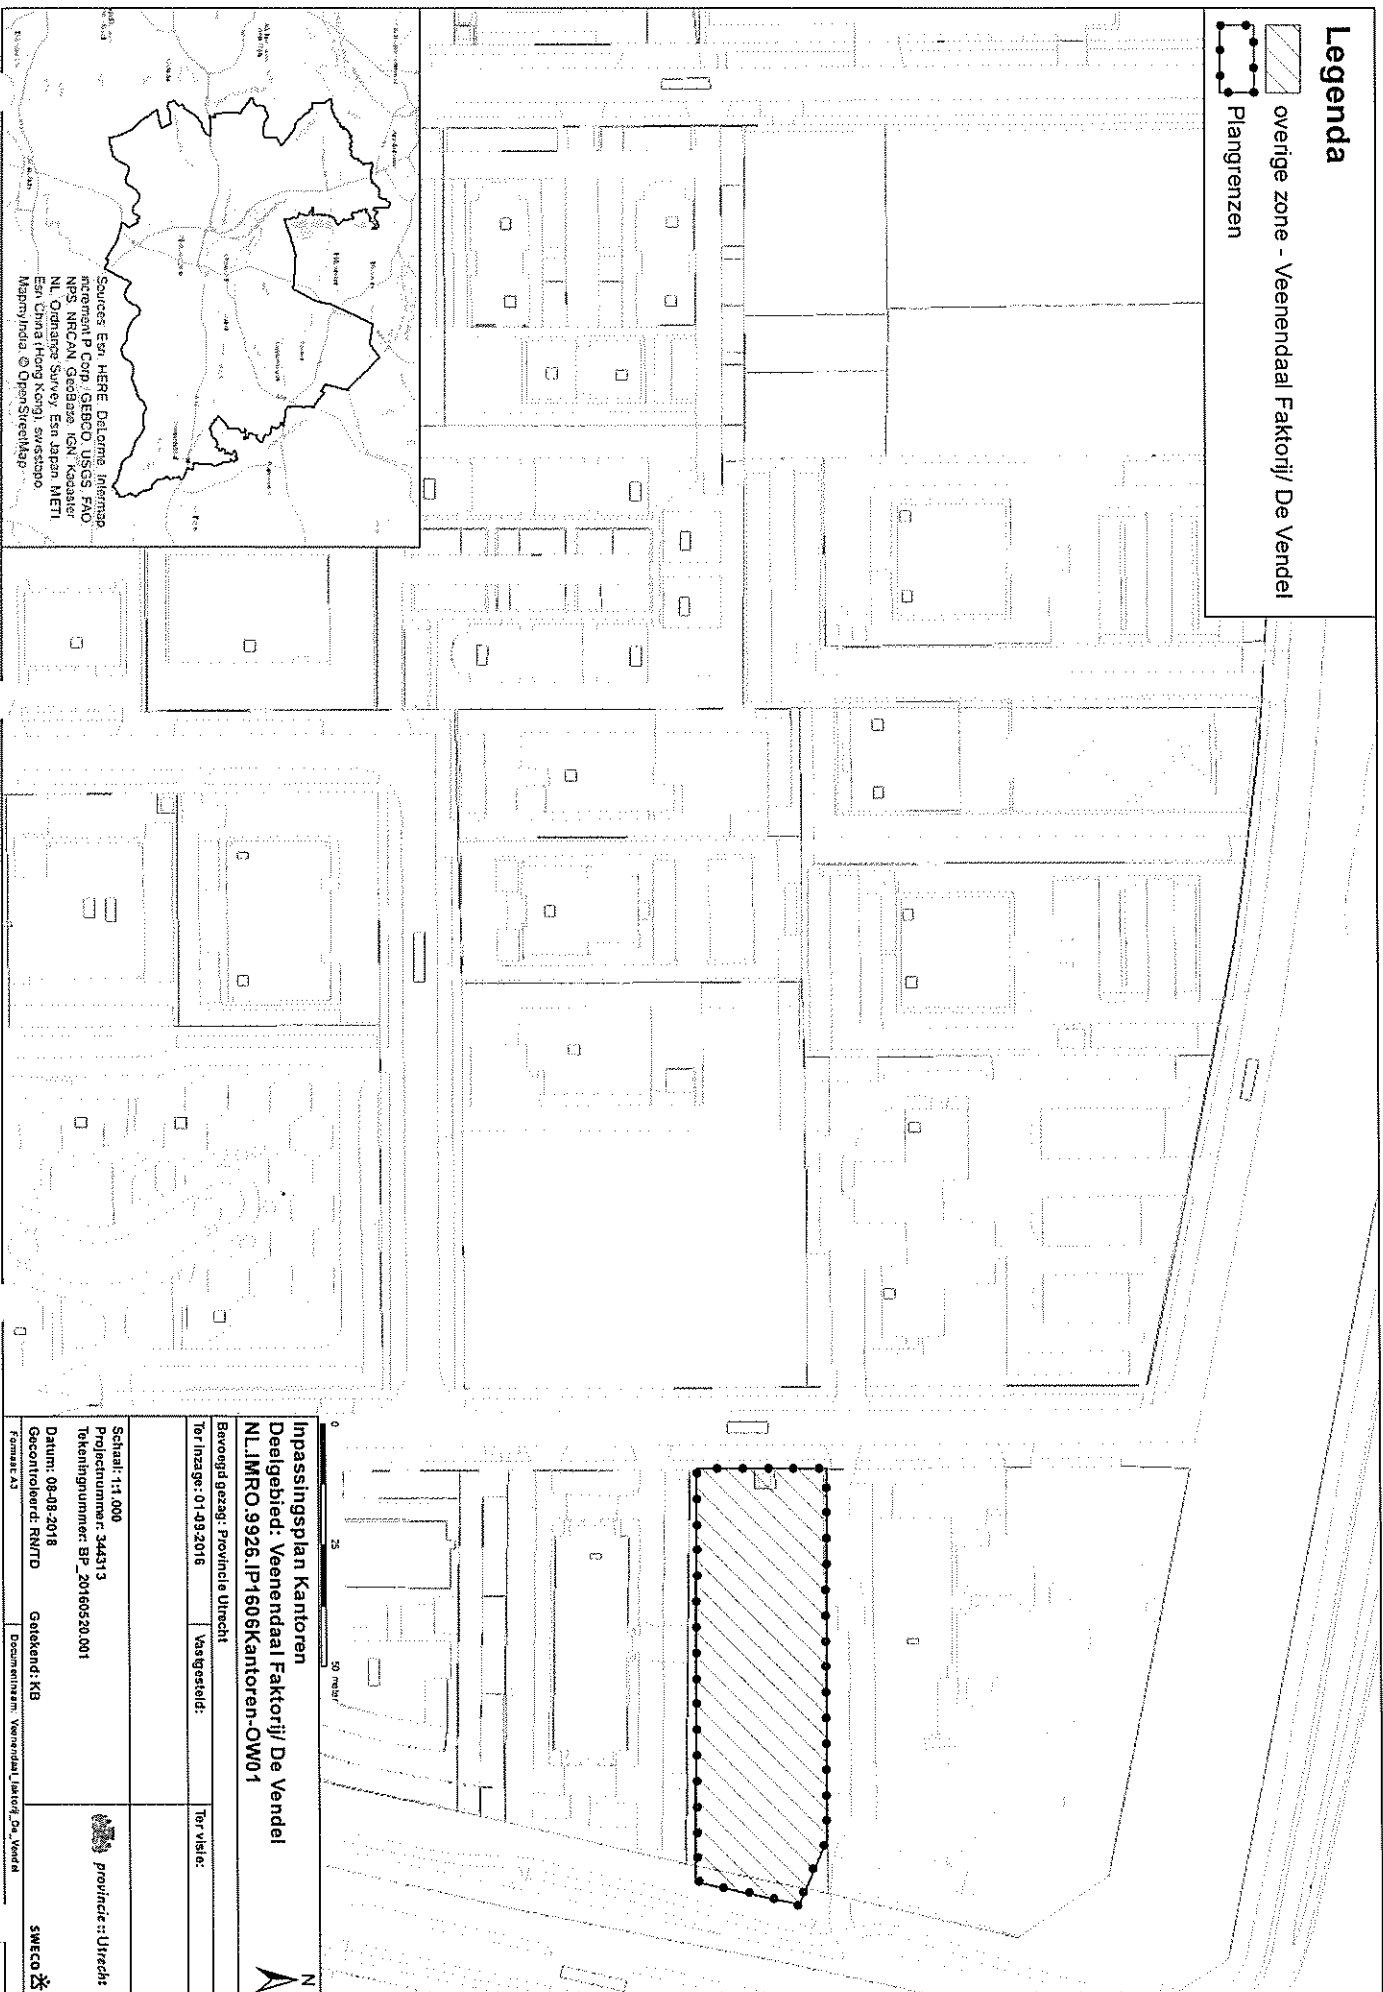 Legenda
overige zone - Veenendaal Faktorij/ De Vendel
Plangrenzen
Sources: Esri, HERE, DeLorme, Intermap,
increment P Corp., GEBCO, USGS, FAO,
NPS, NRCAN, GeoBase, IGN, Kadaster
NL, Ordnance Survey, Esri Japan, METI,
Esri China (Hong Kong), swisstopo,
MapmyIndia, © OpenStreetMap
0 25 50 meter
N
Inpassingsplan Kantoren
Deelgebied: Veenendaal Faktorij/ De Vendel
NL.IMRO.9926.IP1606Kantoren-OW01
Bevoegd gezag: Provincie Utrecht
Ter inzage: 01-09-2016 Vastgesteld: Ter visie:
Schaal: 1:1.000
Projectnummer: 344313
Tekeningnummer: BP_20160520.001
Datum: 08-08-2018
Gecontroleerd: RN/TD Getekend: KB
Formaat: A3 Documentnaam: Veenendaal_faktorij_De_Vendel
provincie :: Utrecht
SWECO